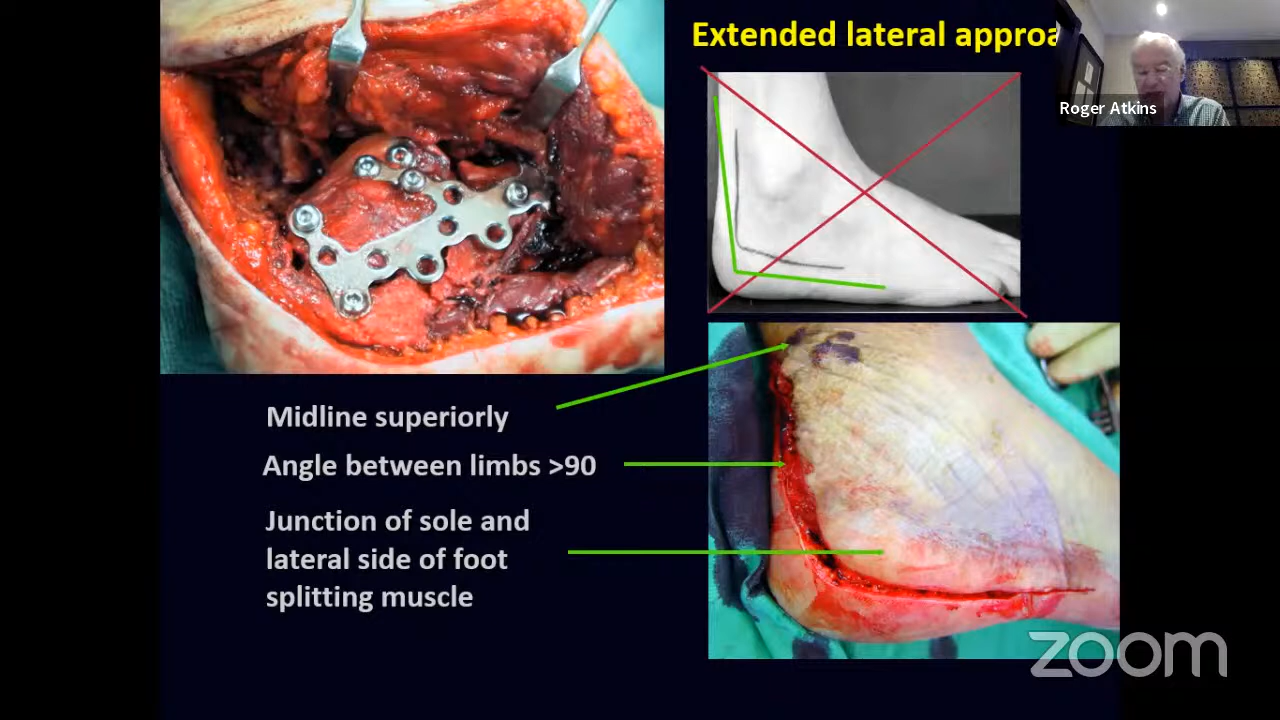 Extended lateral approa
Roger Atkins
Midline superiorly
Angle between limbs >90
Junction of sole and
lateral side of foot
splitting muscle
zoom